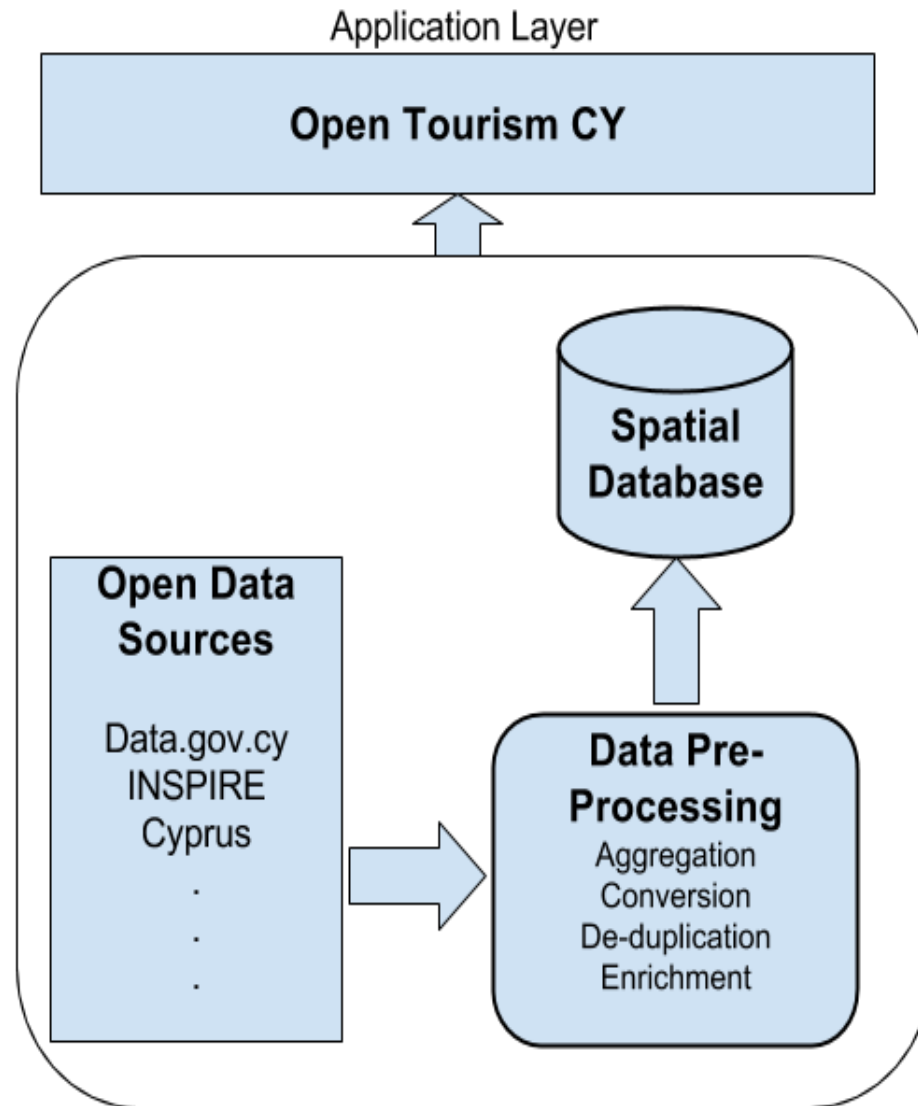 Application Layer
Open Tourism CY
Spatial
Database
Open Data
Sources
Data.gov.cy
INSPIRE
Cyprus
.
.
.
Data Pre-
Processing
Aggregation
Conversion
De-duplication
Enrichment